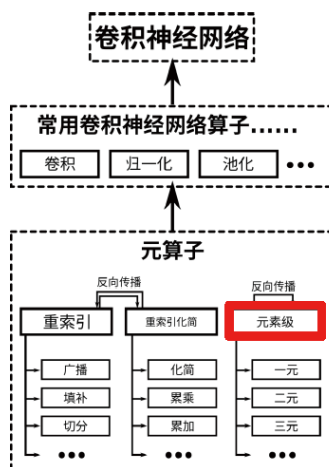 卷积神经网络
常用卷积神经网络算子......
卷积 归一化 池化 •••
元算子
反向传播 反向传播
重索引 重索引化简 元素级
广播 化简 一元
填补 累乘 二元
切分 累加 三元
••• ••• •••